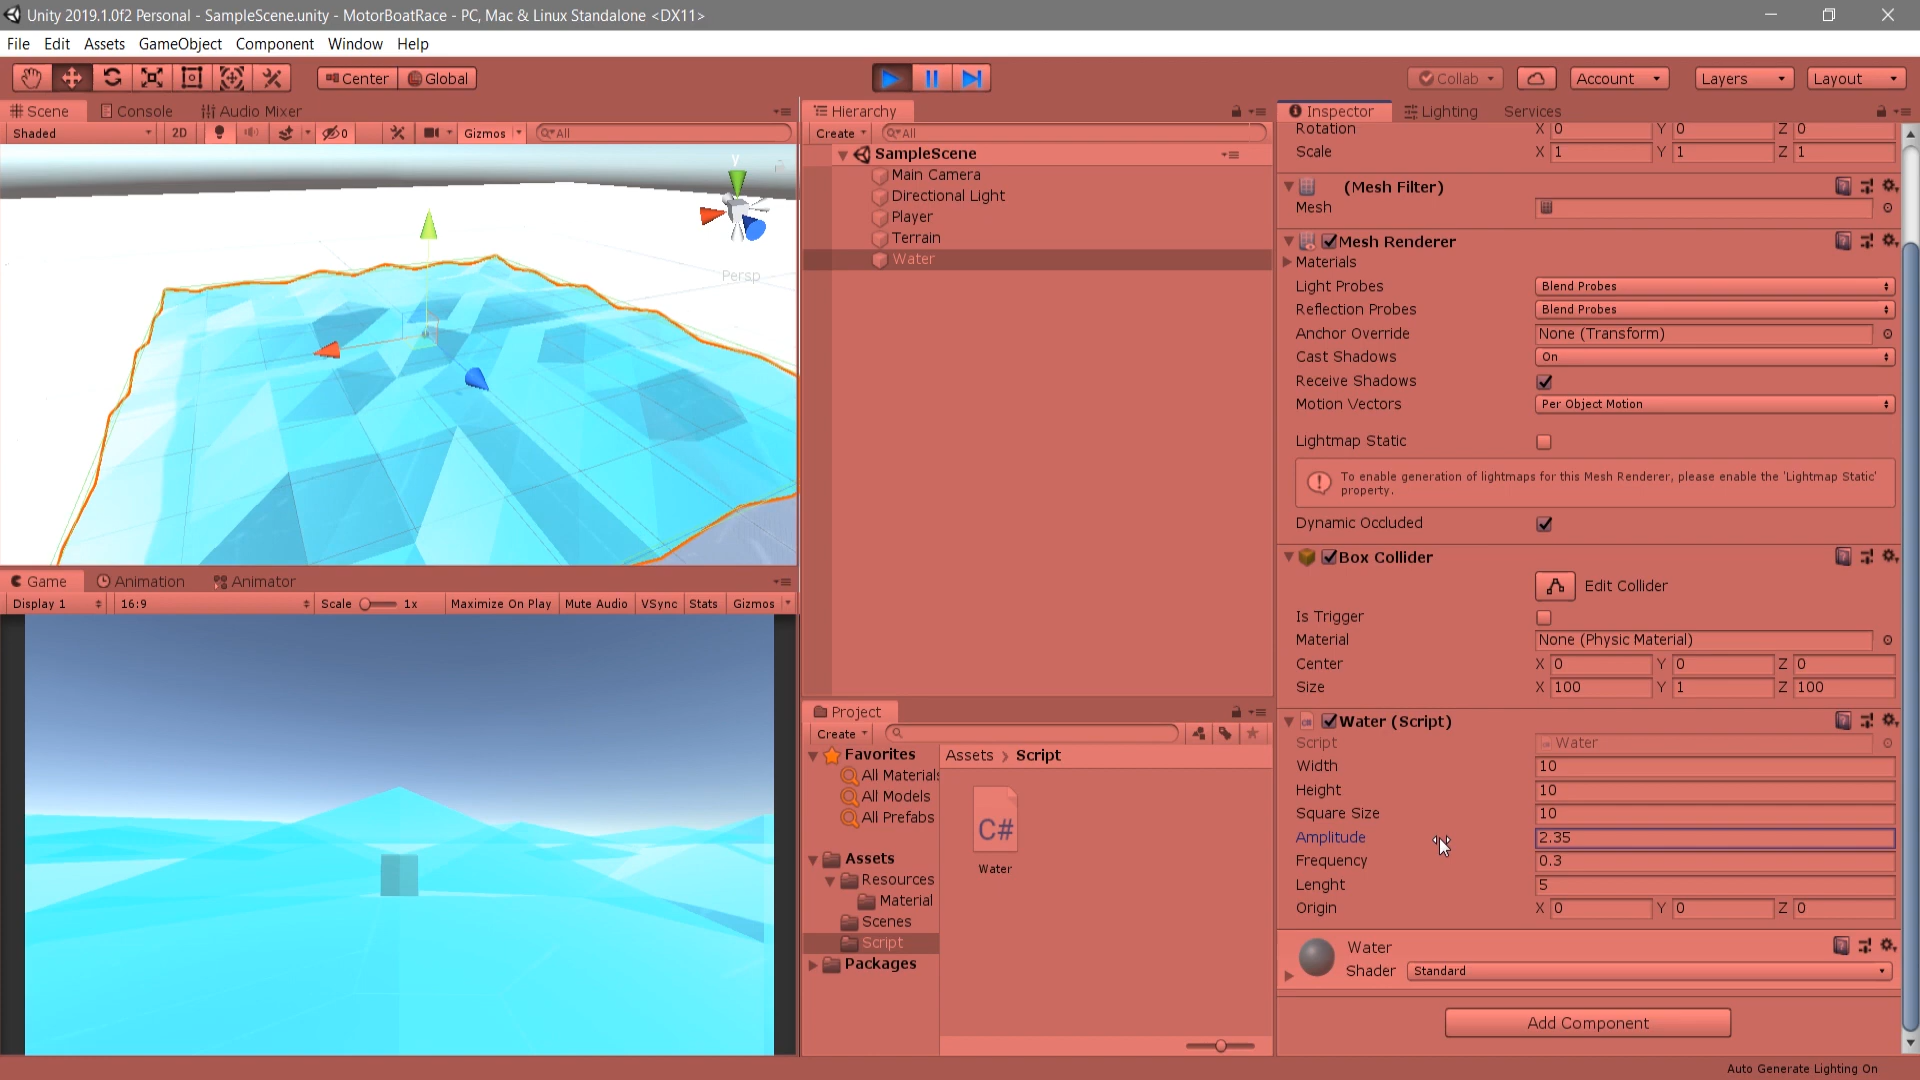 Unity 2019.1.0f2 Personal - SampleScene.unity - MotorBoatRace - PC, Mac & Linux Standalone <DX11>
File Edit Assets GameObject Component Window Help
Center Global
Collab Account Layers Layout
Scene Console Audio Mixer
Shaded 2D 0 Gizmos All
y
Persp
Game Animation Animator
Display 1 16:9 Scale 1x Maximize On Play Mute Audio VSync Stats Gizmos
Hierarchy
Create All
SampleScene
Main Camera
Directional Light
Player
Terrain
Water
Project
Create
Favorites
All Materials
All Models
All Prefabs
Assets
Resources
Material
Scenes
Script
Packages
Assets > Script
C#
Water
Inspector Lighting Services
Rotation X 0 Y 0 Z 0
Scale X 1 Y 1 Z 1
(Mesh Filter)
Mesh
Mesh Renderer
Materials
Light Probes Blend Probes
Reflection Probes Blend Probes
Anchor Override None (Transform)
Cast Shadows On
Receive Shadows
Motion Vectors Per Object Motion
Lightmap Static
To enable generation of lightmaps for this Mesh Renderer, please enable the 'Lightmap Static'
property.
Dynamic Occluded
Box Collider
Edit Collider
Is Trigger
Material None (Physic Material)
Center X 0 Y 0 Z 0
Size X 100 Y 1 Z 100
Water (Script)
Script Water
Width 10
Height 10
Square Size 10
Amplitude 2.35
Frequency 0.3
Lenght 5
Origin X 0 Y 0 Z 0
Water
Shader Standard
Add Component
Auto Generate Lighting On